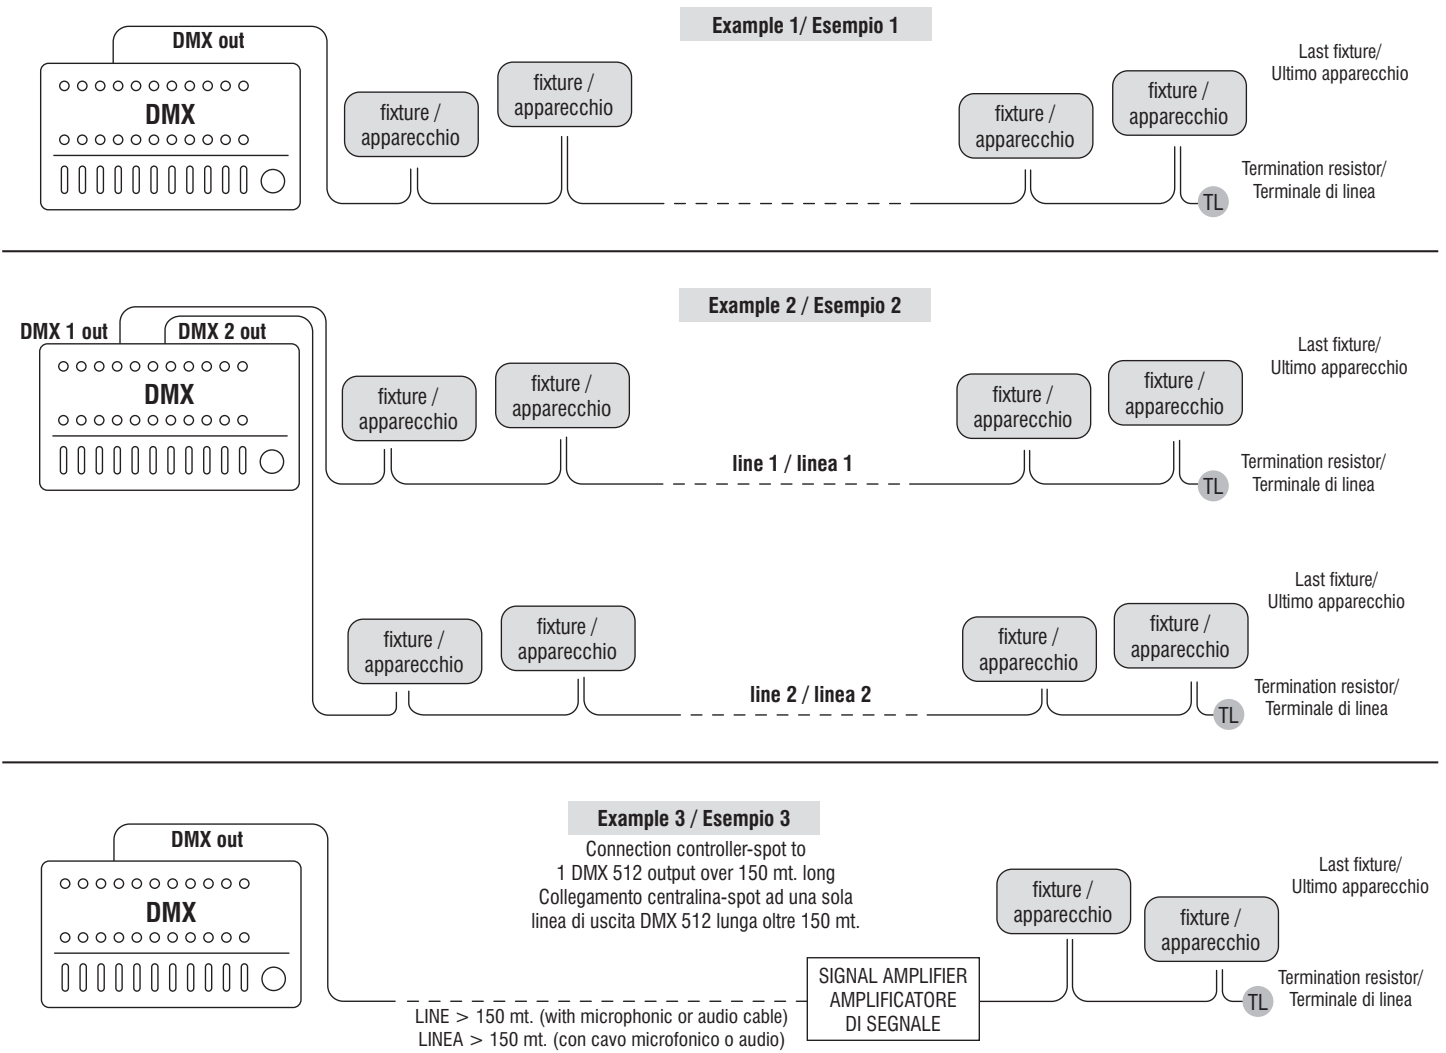 Example 1/ Esempio 1
DMX out
DMX
fixture /
apparecchio
fixture /
apparecchio
fixture /
apparecchio
fixture /
apparecchio
Last fixture/
Ultimo apparecchio
Termination resistor/
Terminale di linea
TL
Example 2 / Esempio 2
DMX 1 out
DMX 2 out
DMX
fixture /
apparecchio
fixture /
apparecchio
line 1 / linea 1
fixture /
apparecchio
fixture /
apparecchio
Last fixture/
Ultimo apparecchio
Termination resistor/
Terminale di linea
TL
fixture /
apparecchio
fixture /
apparecchio
line 2 / linea 2
fixture /
apparecchio
fixture /
apparecchio
Last fixture/
Ultimo apparecchio
Termination resistor/
Terminale di linea
TL
Example 3 / Esempio 3
Connection controller-spot to
1 DMX 512 output over 150 mt. long
Collegamento centralina-spot ad una sola
linea di uscita DMX 512 lunga oltre 150 mt.
DMX out
DMX
LINE > 150 mt. (with microphonic or audio cable)
LINEA > 150 mt. (con cavo microfonico o audio)
SIGNAL AMPLIFIER
AMPLIFICATORE
DI SEGNALE
fixture /
apparecchio
fixture /
apparecchio
Last fixture/
Ultimo apparecchio
Termination resistor/
Terminale di linea
TL